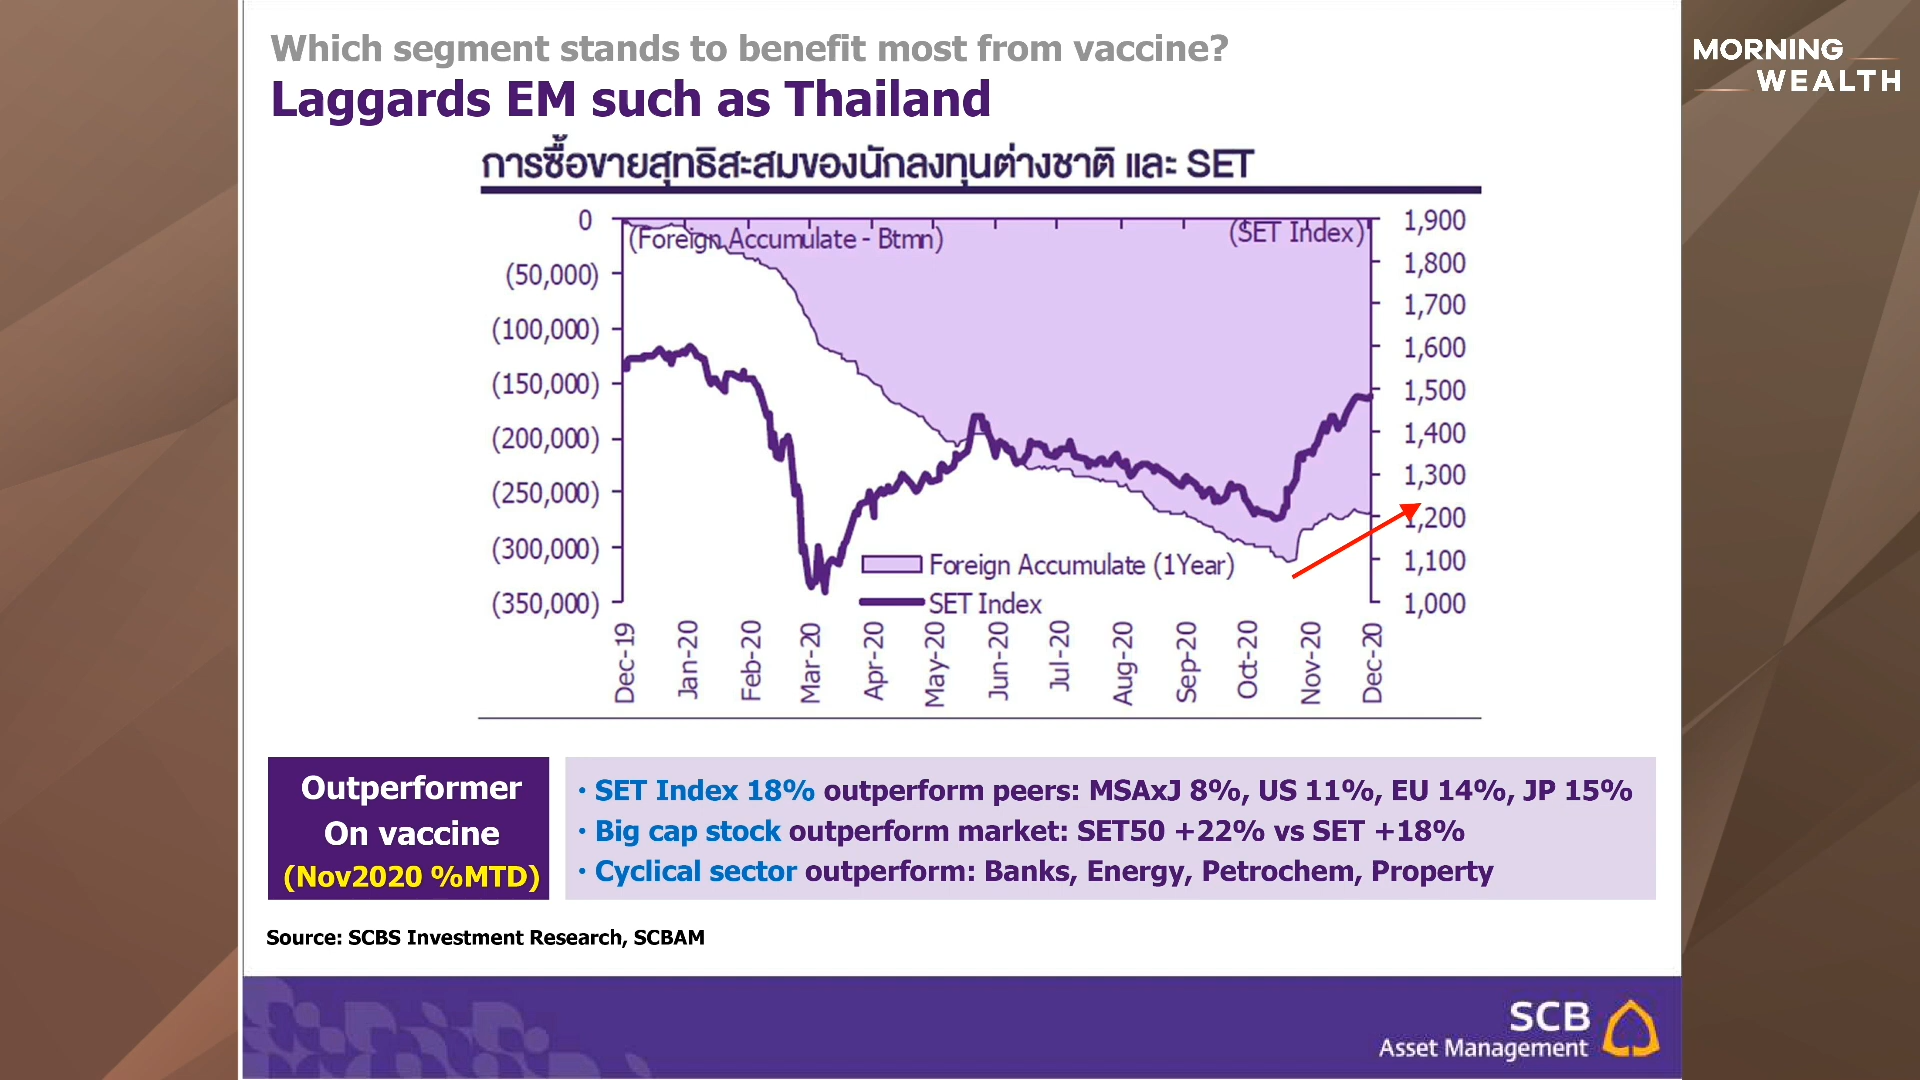 Which segment stands to benefit most from vaccine?
Laggards EM such as Thailand
MORNING
WEALTH
การซื้อขายสุทธิสะสมของนักลงทุนต่างชาติ และ SET
(Foreign Accumulate - Btmn)
(SET Index)
0
(50,000)
(100,000)
(150,000)
(200,000)
(250,000)
(300,000)
(350,000)
1,900
1,800
1,700
1,600
1,500
1,400
1,300
1,200
1,100
1,000
Foreign Accumulate (1Year)
SET Index
Dec-19
Jan-20
Feb-20
Mar-20
Apr-20
May-20
Jun-20
Jul-20
Aug-20
Sep-20
Oct-20
Nov-20
Dec-20
Outperformer
On vaccine
(Nov2020 %MTD)
· SET Index 18% outperform peers: MSAxJ 8%, US 11%, EU 14%, JP 15%
· Big cap stock outperform market: SET50 +22% vs SET +18%
· Cyclical sector outperform: Banks, Energy, Petrochem, Property
Source: SCBS Investment Research, SCBAM
SCB
Asset Management